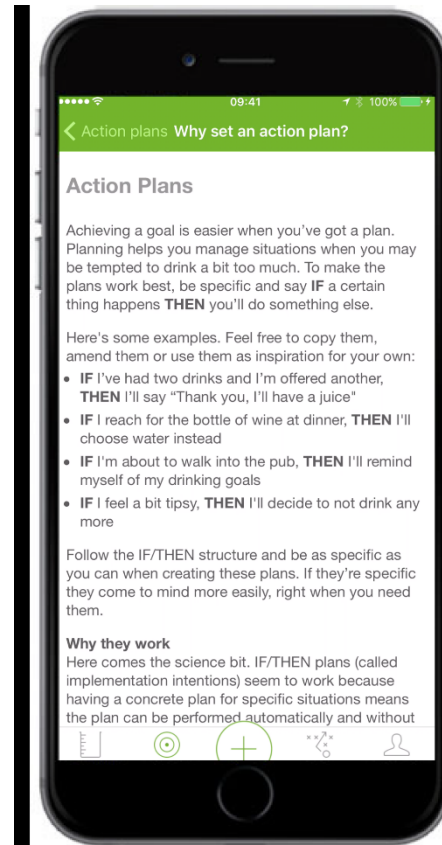 09:41
100%
Action plans Why set an action plan?
Action Plans
Achieving a goal is easier when you've got a plan.
Planning helps you manage situations when you may
be tempted to drink a bit too much. To make the
plans work best, be specific and say IF a certain
thing happens THEN you'll do something else.
Here's some examples. Feel free to copy them,
amend them or use them as inspiration for your own:
• IF I've had two drinks and I'm offered another,
THEN I'll say “Thank you, I'll have a juice"
• IF I reach for the bottle of wine at dinner, THEN I'll
choose water instead
• IF I'm about to walk into the pub, THEN I'll remind
myself of my drinking goals
• IF I feel a bit tipsy, THEN I'll decide to not drink any
more
Follow the IF/THEN structure and be as specific as
you can when creating these plans. If they're specific
they come to mind more easily, right when you need
them.
Why they work
Here comes the science bit. IF/THEN plans (called
implementation intentions) seem to work because
having a concrete plan for specific situations means
the plan can be performed automatically and without